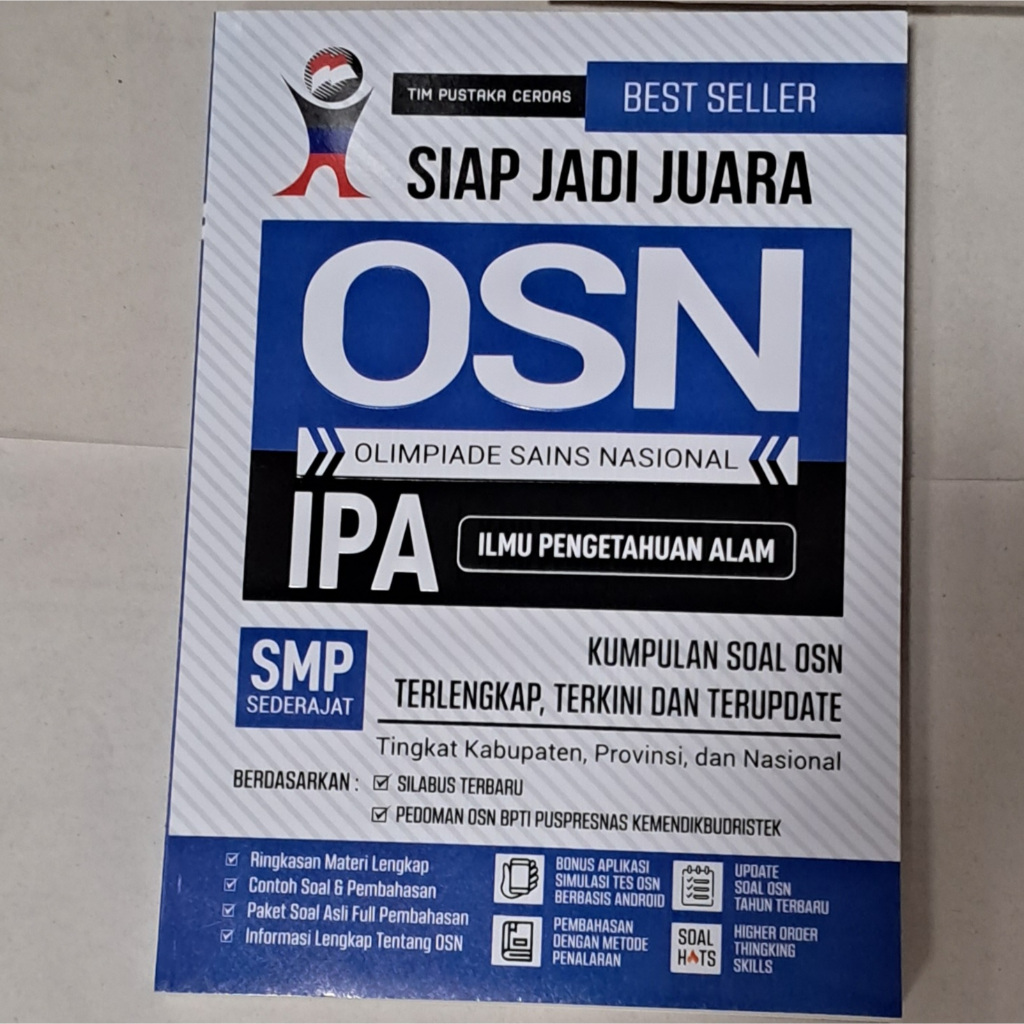 TIM PUSTAKA CERDAS
BEST SELLER
SIAP JADI JUARA
OSN
OLIMPIADE SAINS NASIONAL
IPA
ILMU PENGETAHUAN ALAM
SMP
SEDERAJAT
KUMPULAN SOAL OSN
TERLENGKAP, TERKINI DAN TERUPDATE
Tingkat Kabupaten, Provinsi, dan Nasional
BERDASARKAN : SILABUS TERBARU
PEDOMAN OSN BPTI PUSPRESNAS KEMENDIKBUDRISTEK
Ringkasan Materi Lengkap
Contoh Soal & Pembahasan
Paket Soal Asli Full Pembahasan
Informasi Lengkap Tentang OSN
BONUS APLIKASI
SIMULASI TES OSN
BERBASIS ANDROID
PEMBAHASAN
DENGAN METODE
PENALARAN
UPDATE
SOAL OSN
TAHUN TERBARU
SOAL
HOTS
HIGHER ORDER
THINGKING
SKILLS